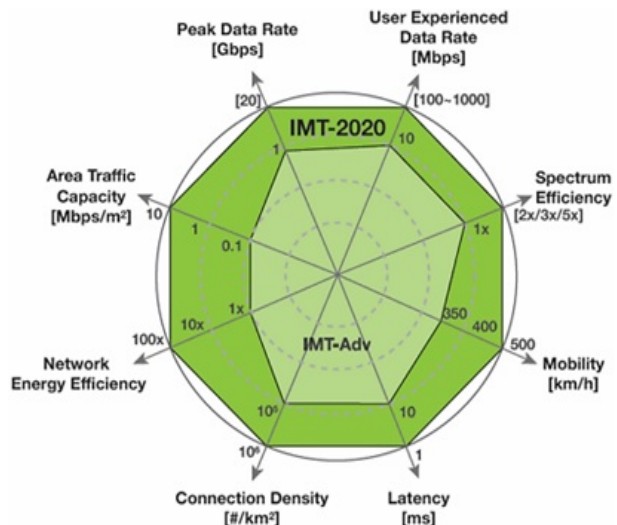 Peak Data Rate
[Gbps]
User Experienced
Data Rate
[Mbps]
[20]
[100~1000]
IMT-2020
1
10
Area Traffic
Capacity
[Mbps/m²]
Spectrum
Efficiency
[2x/3x/5x]
10
1
0.1
1x
1x
350
400
500
10x
100x
IMT-Adv
Network
Energy Efficiency
Mobility
[km/h]
10⁵
10
10⁶
1
Connection Density
[#/km²]
Latency
[ms]